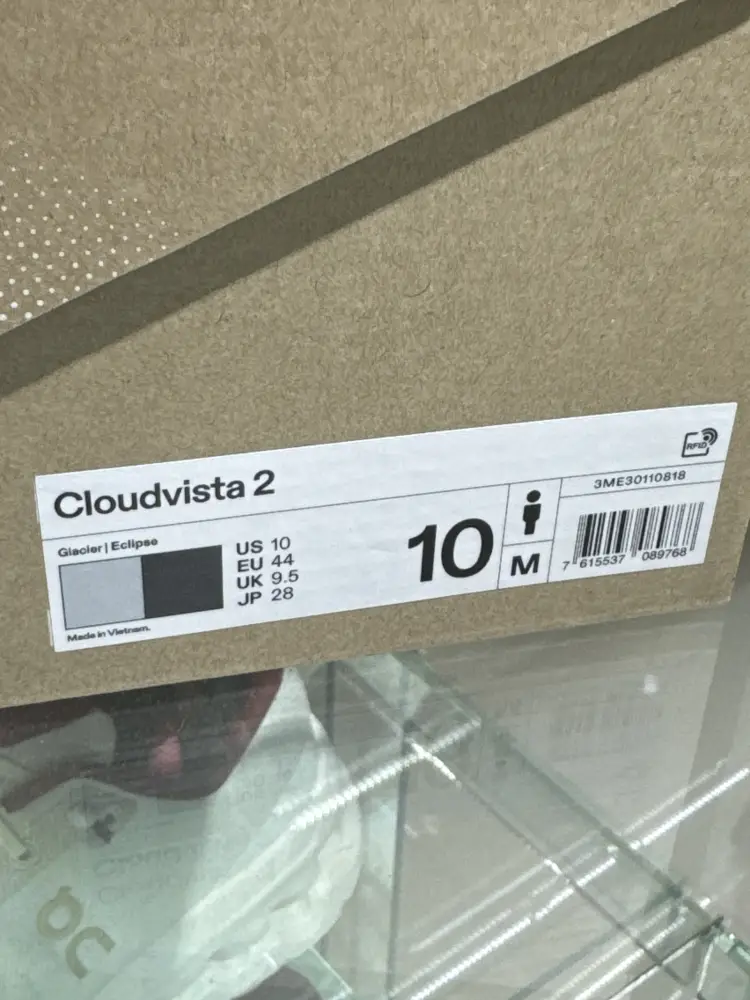 RFID
Cloudvista 2
3ME30110818
Glacier | Eclipse
US 10
EU 44
UK 9.5
JP 28
10
M
7 615537 089768
Made in Vietnam.